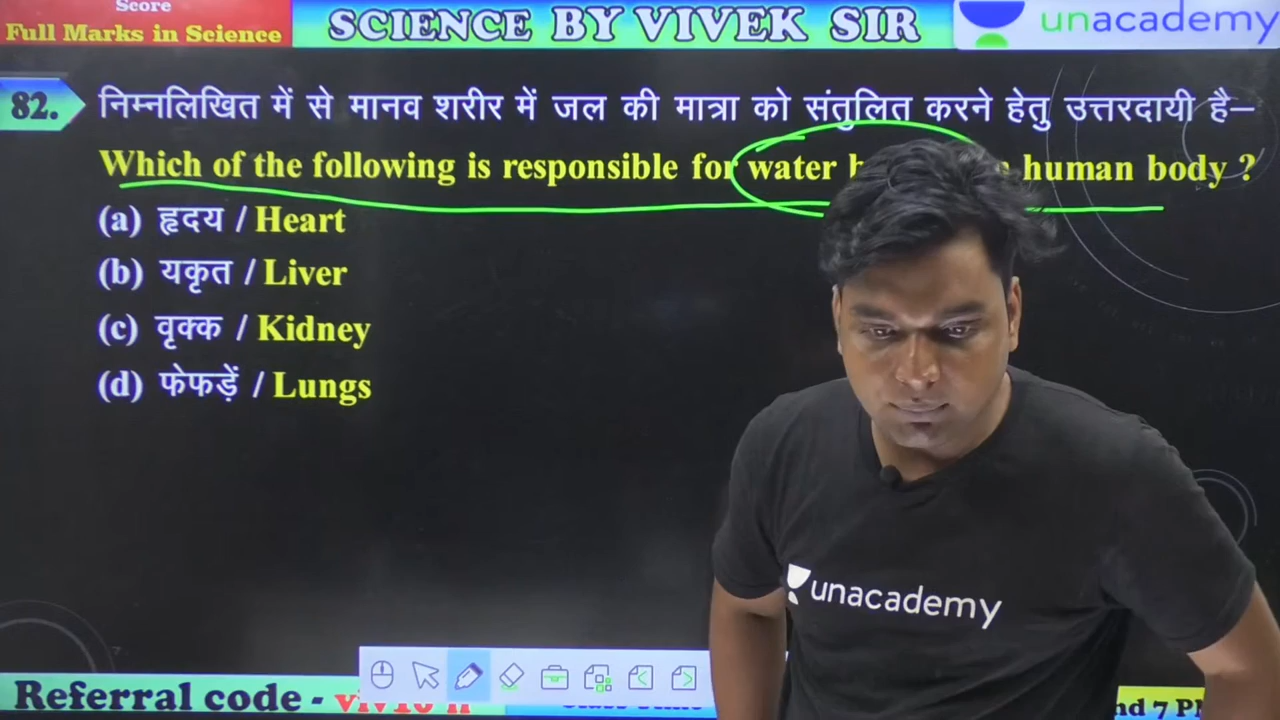 Score
Full Marks in Science
SCIENCE BY VIVEK SIR
unacademy
82.
निम्नलिखित में से मानव शरीर में जल की मात्रा को संतुलित करने हेतु उत्तरदायी है–
Which of the following is responsible for water human body ?
(a) हृदय / Heart
(b) यकृत / Liver
(c) वृक्क / Kidney
(d) फेफड़ें / Lungs
unacademy
Referral code -
7